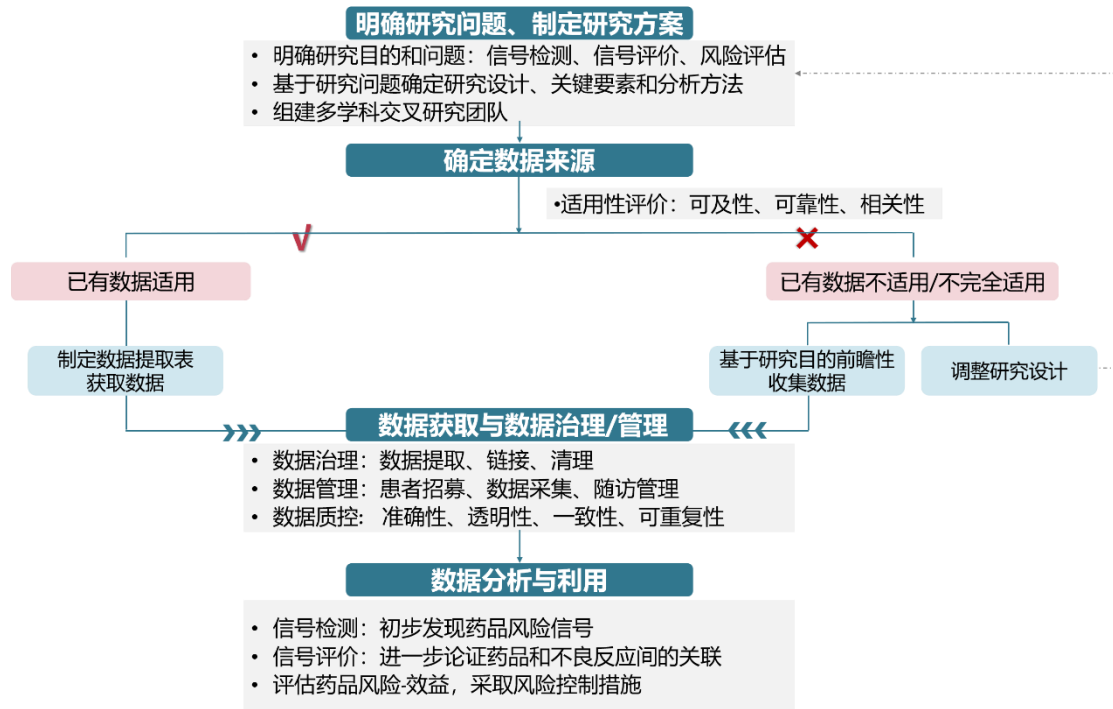 明确研究问题、制定研究方案
• 明确研究目的和问题：信号检测、信号评价、风险评估
• 基于研究问题确定研究设计、关键要素和分析方法
• 组建多学科交叉研究团队
确定数据来源
•适用性评价：可及性、可靠性、相关性
√
×
已有数据适用
已有数据不适用/不完全适用
制定数据提取表
获取数据
基于研究目的前瞻性
收集数据
调整研究设计
数据获取与数据治理/管理
• 数据治理：数据提取、链接、清理
• 数据管理：患者招募、数据采集、随访管理
• 数据质控： 准确性、透明性、一致性、可重复性
数据分析与利用
• 信号检测：初步发现药品风险信号
• 信号评价：进一步论证药品和不良反应间的关联
• 评估药品风险-效益，采取风险控制措施